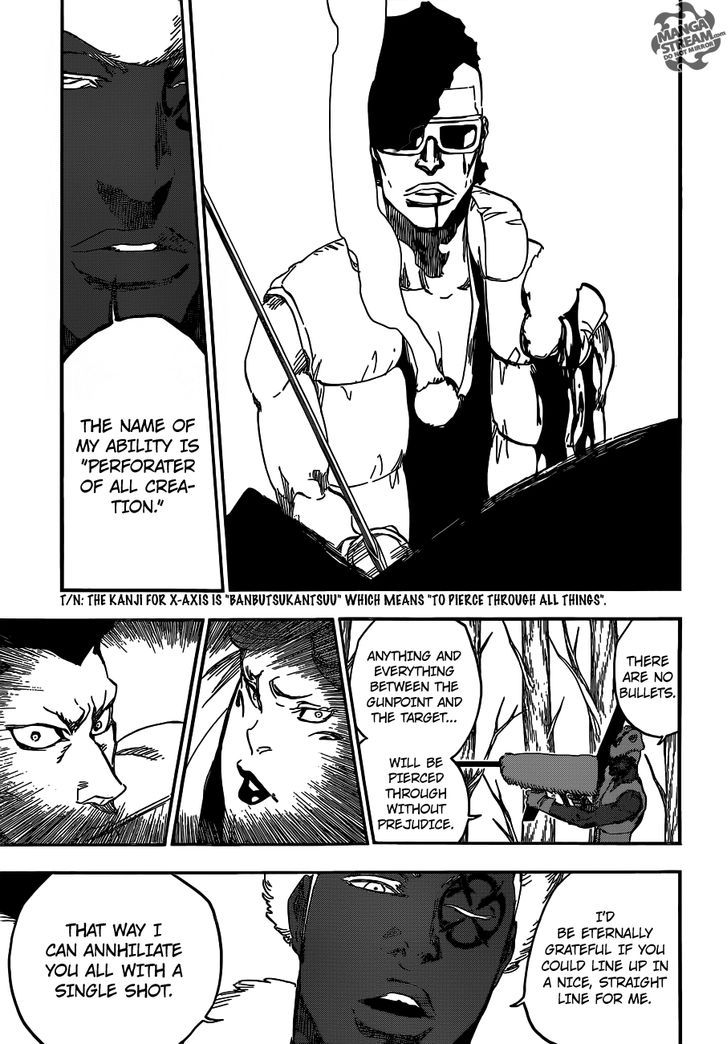 MANGA
STREAM.com
DO NOT MIRROR
THE NAME OF
MY ABILITY IS
"PERFORATER
OF ALL CREA-
TION."
T/N: THE KANJI FOR X-AXIS IS "BANBUTSUKANTSUU" WHICH MEANS "TO PIERCE THROUGH ALL THINGS".
THERE
ARE NO
BULLETS.
ANYTHING AND
EVERYTHING
BETWEEN THE
GUNPOINT AND
THE TARGET...
WILL BE
PIERCED
THROUGH
WITHOUT
PREJUDICE.
I'D
BE ETERNALLY
GRATEFUL IF YOU
COULD LINE UP IN
A NICE, STRAIGHT
LINE FOR ME.
THAT WAY I
CAN ANNHILIATE
YOU ALL WITH A
SINGLE SHOT.